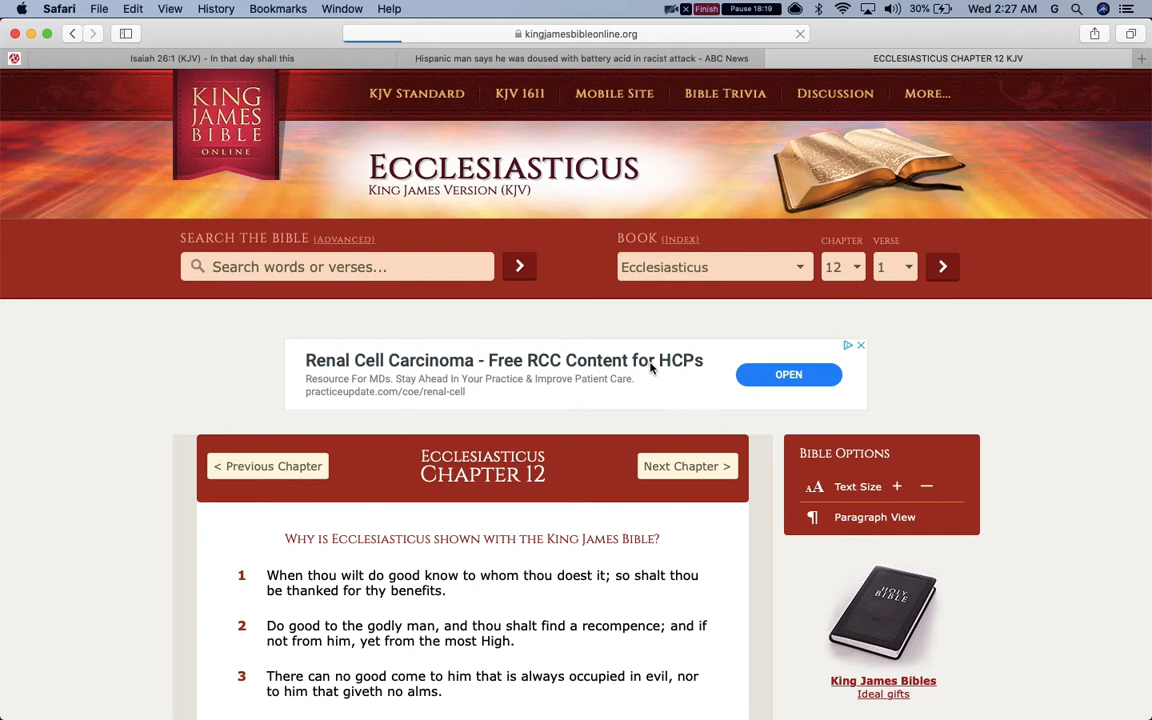 Safari File Edit View History Bookmarks Window Help Finish Pause 18:19 30% Wed 2:27 AM G
kingjamesbibleonline.org
Isaiah 26:1 (KJV) - In that day shall this
Hispanic man says he was doused with battery acid in racist attack - ABC News
ECCLESIASTICUS CHAPTER 12 KJV
KING JAMES BIBLE ONLINE
KJV STANDARD KJV 1611 MOBILE SITE BIBLE TRIVIA DISCUSSION MORE...
ECCLESIASTICUS
KING JAMES VERSION (KJV)
SEARCH THE BIBLE (ADVANCED)
Search words or verses...
BOOK (INDEX) CHAPTER VERSE
Ecclesiasticus 12 1
Renal Cell Carcinoma - Free RCC Content for HCPs
Resource For MDs. Stay Ahead In Your Practice & Improve Patient Care.
practiceupdate.com/coe/renal-cell
OPEN
< Previous Chapter
ECCLESIASTICUS
CHAPTER 12
Next Chapter >
WHY IS ECCLESIASTICUS SHOWN WITH THE KING JAMES BIBLE?
1 When thou wilt do good know to whom thou doest it; so shalt thou
be thanked for thy benefits.
2 Do good to the godly man, and thou shalt find a recompence; and if
not from him, yet from the most High.
3 There can no good come to him that is always occupied in evil, nor
to him that giveth no alms.
BIBLE OPTIONS
AA Text Size + —
¶ Paragraph View
HOLY BIBLE
King James Bibles
Ideal gifts